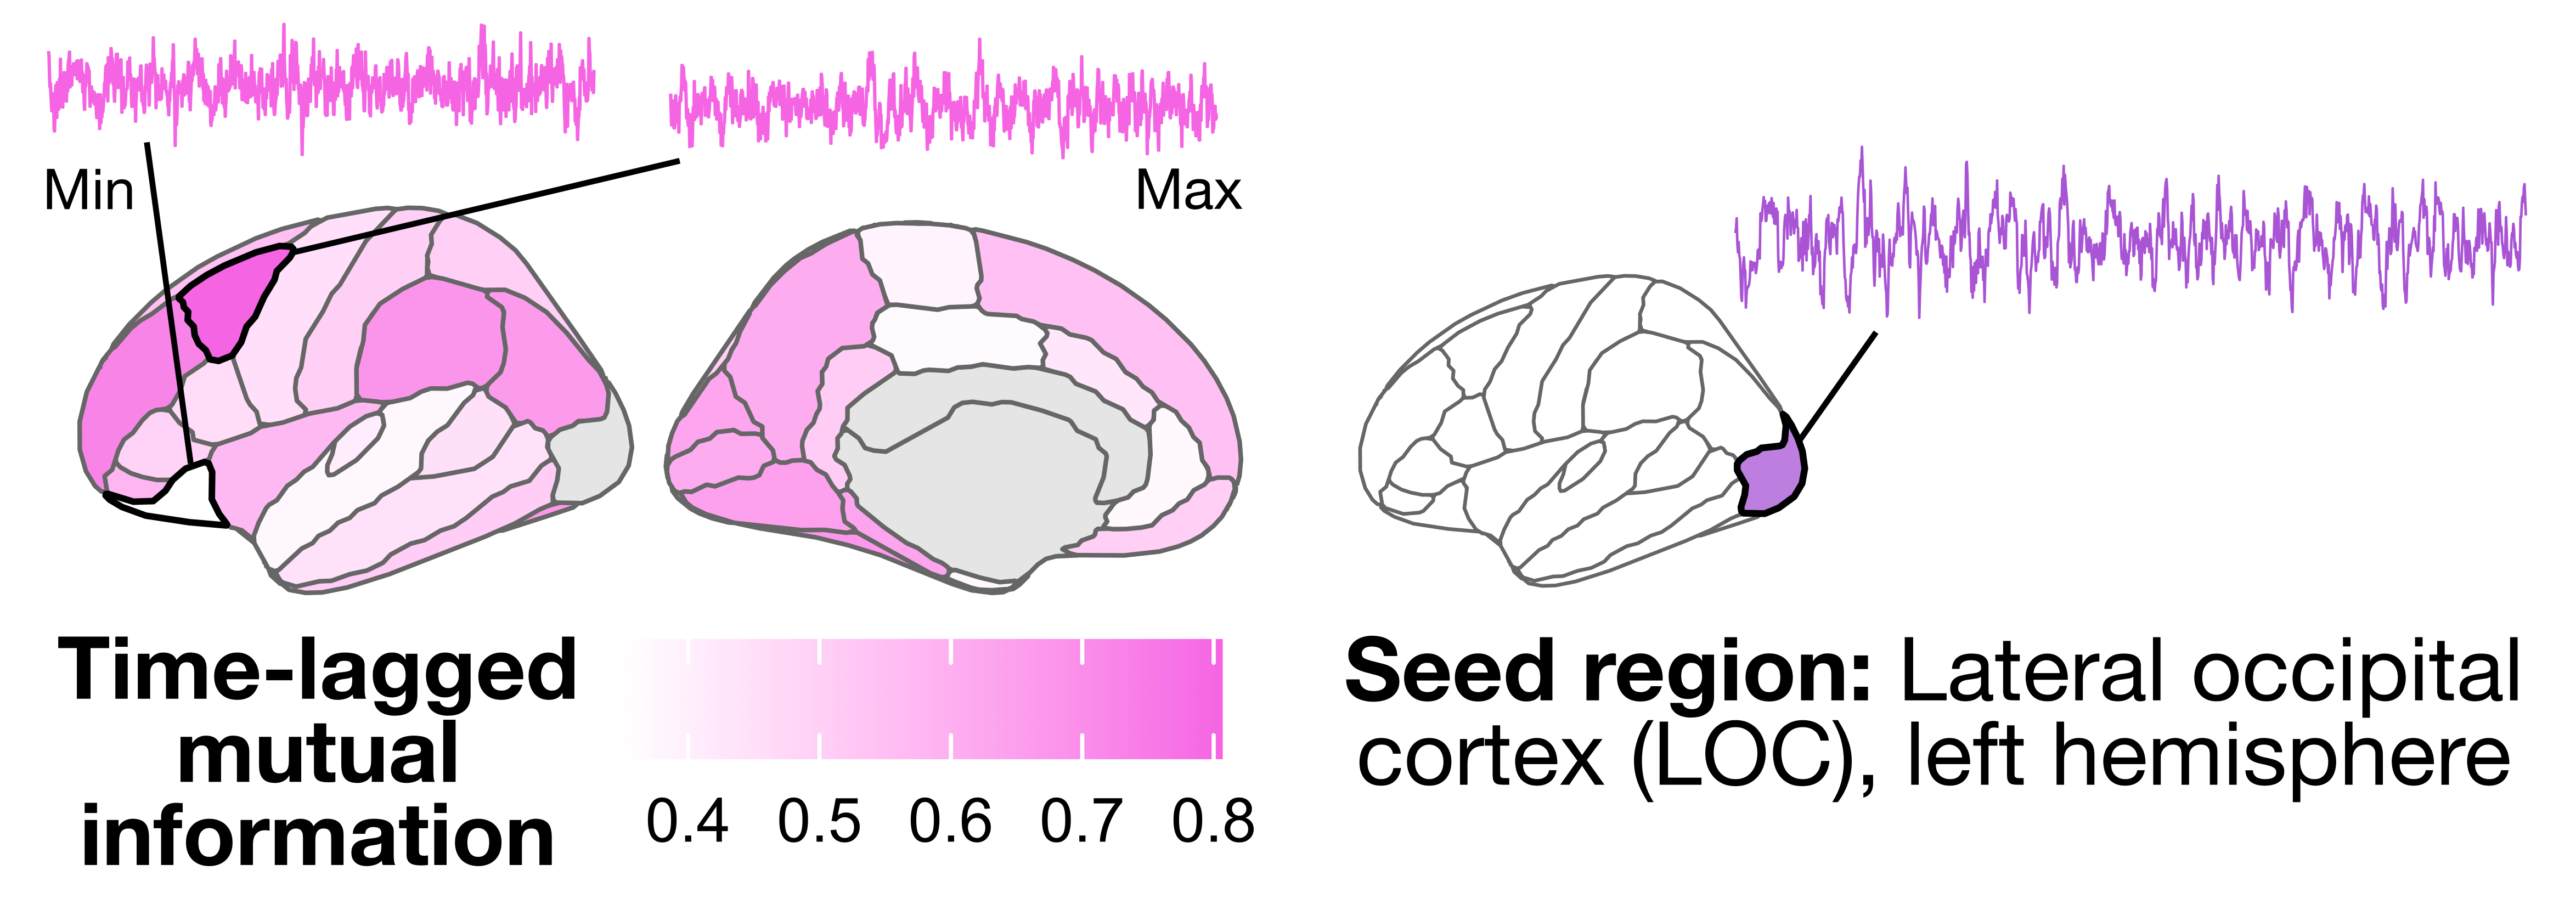 Min
Max
Time-lagged
mutual
information
0.4 0.5 0.6 0.7 0.8
Seed region: Lateral occipital
cortex (LOC), left hemisphere